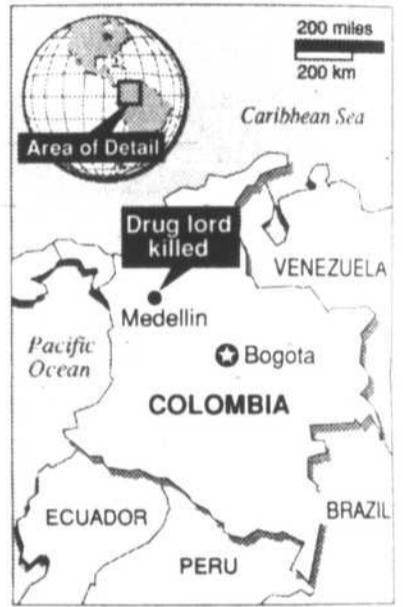 200 miles
200 km
Caribbean Sea
Area of Detail
Drug lord
killed
VENEZUELA
Medellin
Pacific
Ocean
Bogota
COLOMBIA
BRAZIL
ECUADOR
PERU